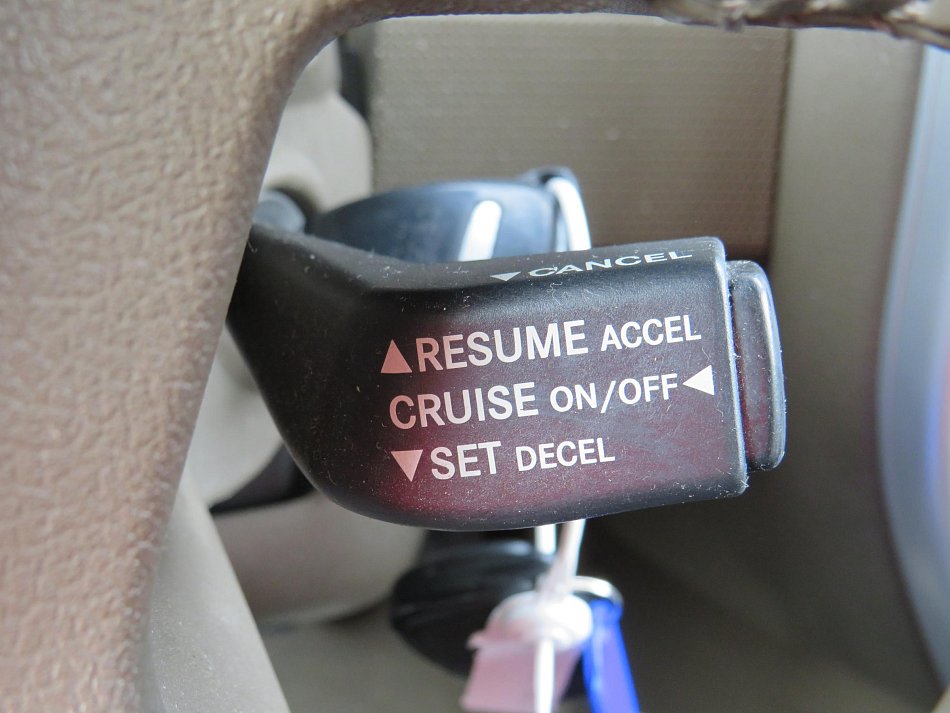 ▼CANCEL
▲RESUME ACCEL
CRUISE ON/OFF◀
▼SET DECEL